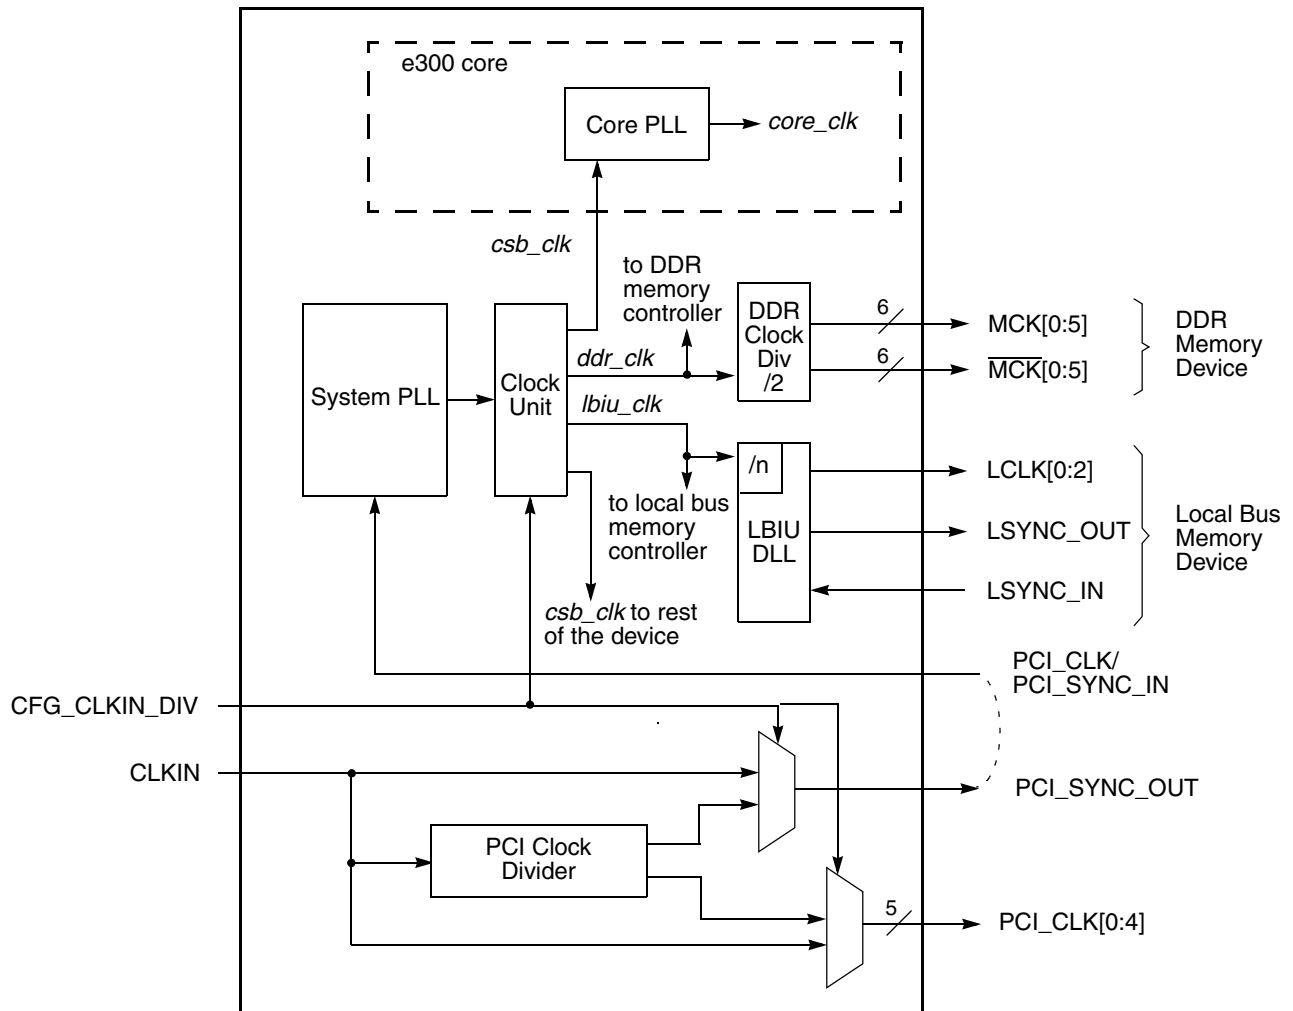 e300 core
Core PLL
core_clk
csb_clk
to DDR
memory
controller
DDR
Clock
Div
/2
6
MCK[0:5]
6
M̅C̅K̅[0:5]
DDR
Memory
Device
System PLL
Clock
Unit
ddr_clk
lbiu_clk
/n
LBIU
DLL
to local bus
memory
controller
LCLK[0:2]
LSYNC_OUT
LSYNC_IN
Local Bus
Memory
Device
csb_clk to rest
of the device
PCI_CLK/
PCI_SYNC_IN
CFG_CLKIN_DIV
CLKIN
PCI_SYNC_OUT
PCI Clock
Divider
5
PCI_CLK[0:4]